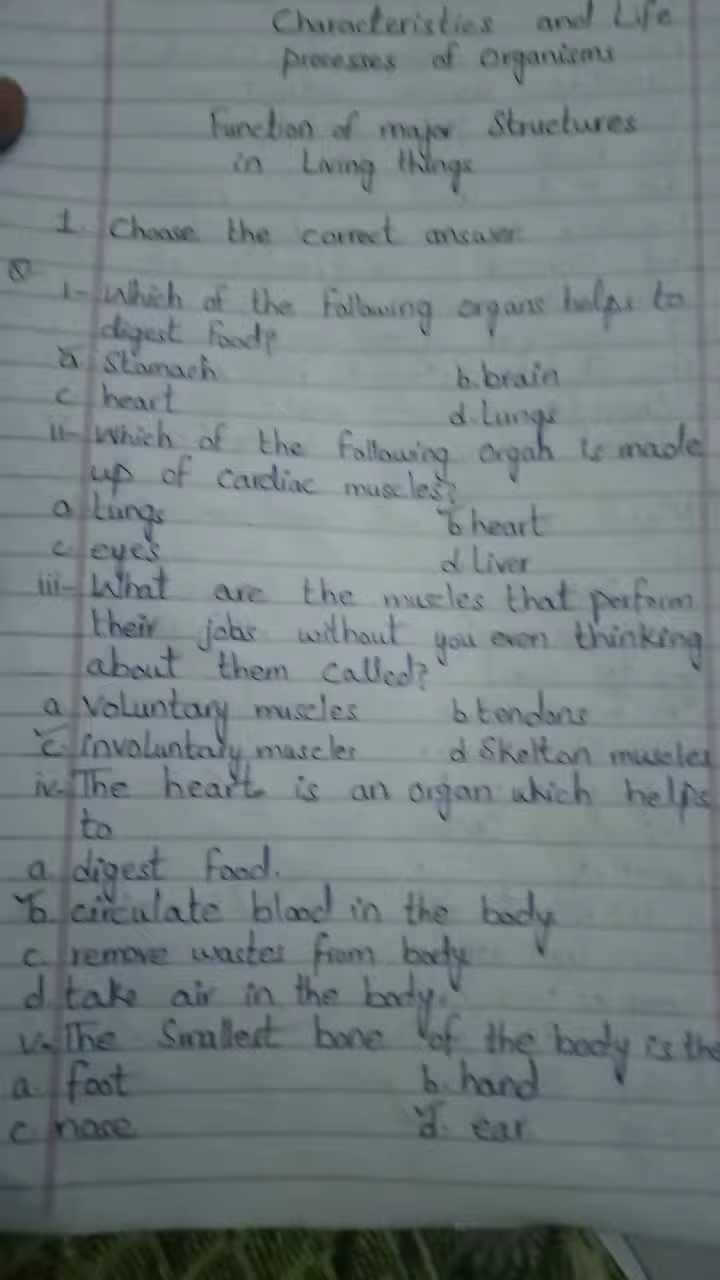 Characteristics and Life
processes of organisms
Function of major Structures
in Living things
1. Choose the correct answer.
i- Which of the following organs helps to
digest food?
a Stomach b. brain
c heart d. Lungs
ii- Which of the following organ is made
up of cardiac muscles?
a Lungs b heart
c. eyes d Liver
iii- What are the muscles that perform
their jobs without you even thinking
about them called?
a voluntary muscles b tendons
c. involuntary muscles d Skelton muscles
iv- The heart is an organ which helps
to
a digest food.
b. circulate blood in the body
c. remove wastes from body
d take air in the body.
v. The Smallest bone of the body is the
a. foot b. hand
c. nose d. ear